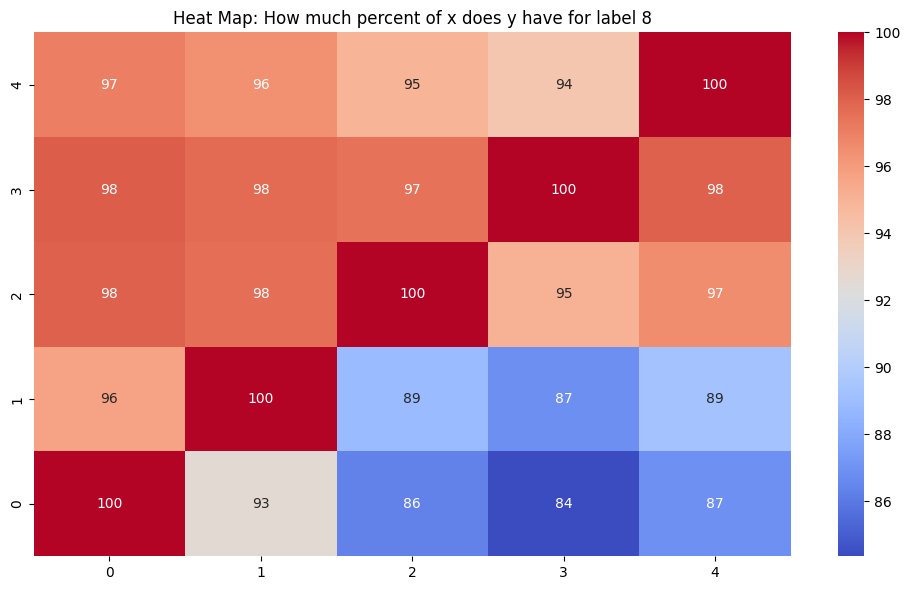 Heat Map: How much percent of x does y have for label 8
4 97 96 95 94 100
3 98 98 97 100 98
2 98 98 100 95 97
1 96 100 89 87 89
0 100 93 86 84 87
0 1 2 3 4
100
98
96
94
92
90
88
86